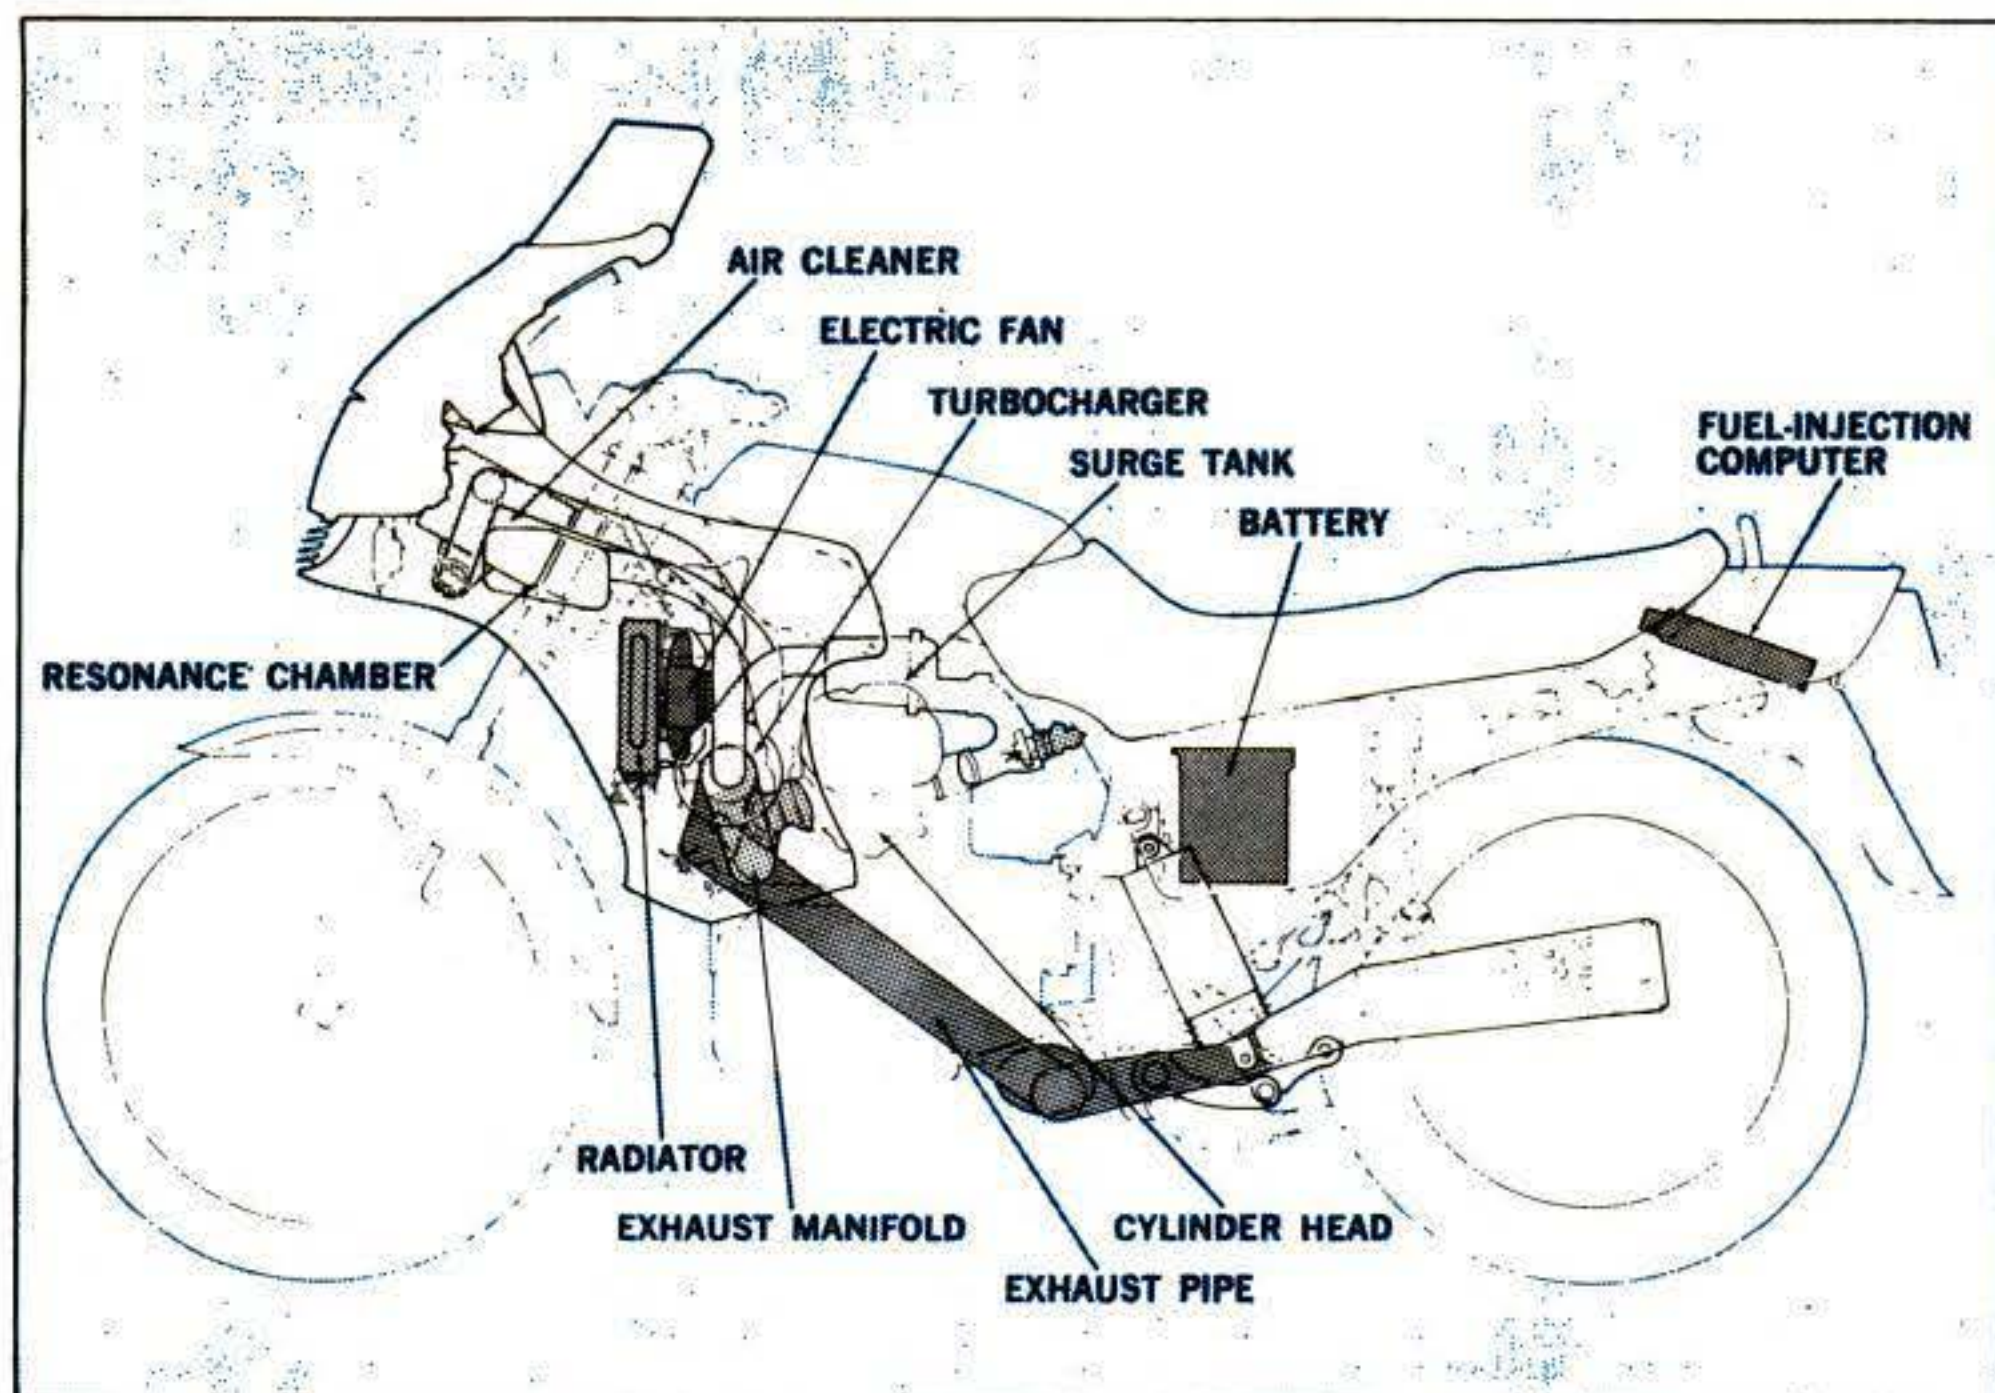 AIR CLEANER
ELECTRIC FAN
TURBOCHARGER
SURGE TANK
BATTERY
FUEL-INJECTION
COMPUTER
RESONANCE CHAMBER
RADIATOR
EXHAUST MANIFOLD
CYLINDER HEAD
EXHAUST PIPE